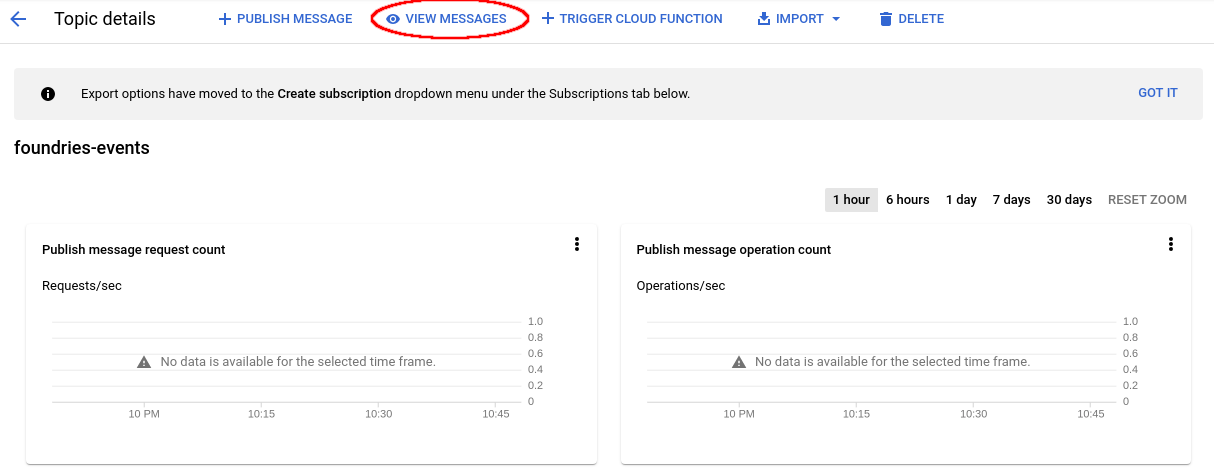 Topic details
PUBLISH MESSAGE
VIEW MESSAGES
TRIGGER CLOUD FUNCTION
IMPORT
DELETE
Export options have moved to the Create subscription dropdown menu under the Subscriptions tab below.
GOT IT
foundries-events
1 hour 6 hours 1 day 7 days 30 days RESET ZOOM
Publish message request count
Requests/sec
1.0
0.8
0.6
0.4
0.2
0
No data is available for the selected time frame.
10 PM 10:15 10:30 10:45
Publish message operation count
Operations/sec
1.0
0.8
0.6
0.4
0.2
0
No data is available for the selected time frame.
10 PM 10:15 10:30 10:45